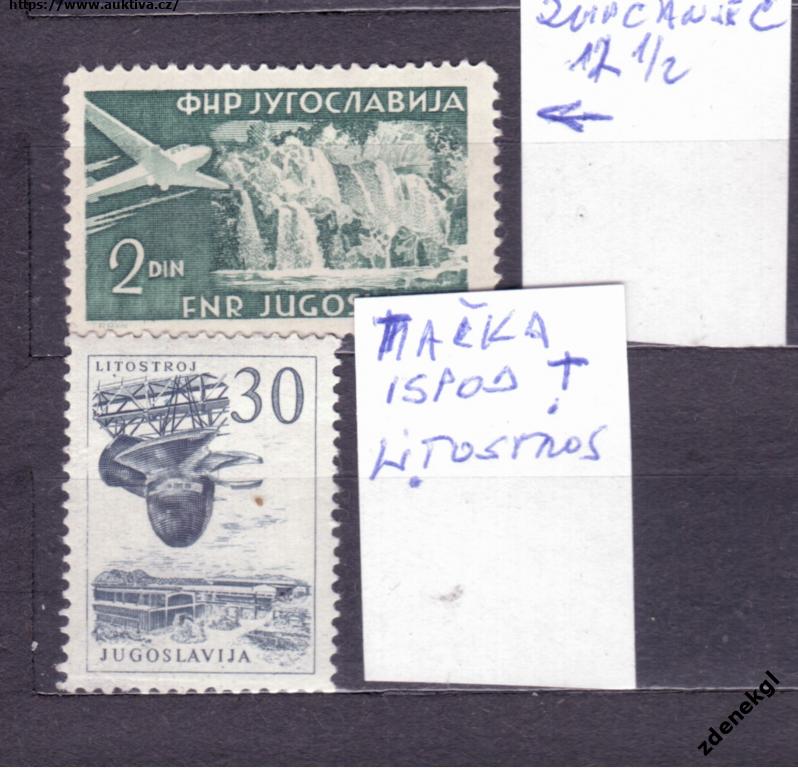 https://www.auktiva.cz/
12 1/2
ФНР ЈУГОСЛАВИЈА
2 DIN
FNR JUGOS
LITOSTROJ
30
JUGOSLAVIJA
TAČKA
ISPOD T
LITOSTROJ
zdenekgl